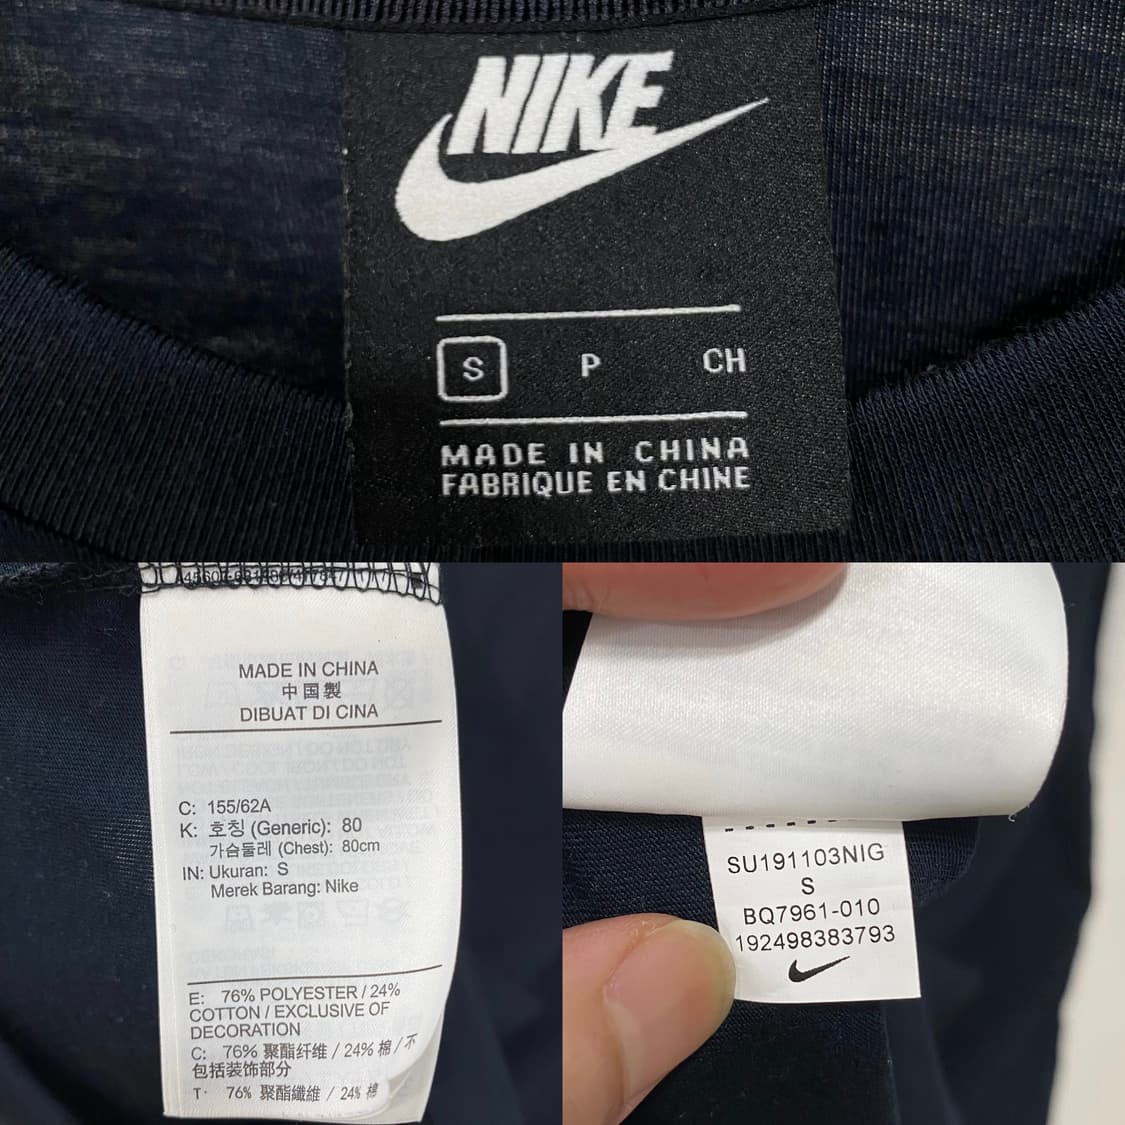 NIKE
S P CH
MADE IN CHINA
FABRIQUE EN CHINE
MADE IN CHINA
中国製
DIBUAT DI CINA
C: 155/62A
K: 호칭 (Generic): 80
가슴둘레 (Chest): 80cm
IN: Ukuran: S
Merek Barang: Nike
E: 76% POLYESTER / 24%
COTTON / EXCLUSIVE OF
DECORATION
C: 76% 聚酯纤维 / 24% 棉 / 不
包括装饰部分
T: 76% 聚酯纖維 / 24% 棉
SU191103NIG
S
BQ7961-010
192498383793